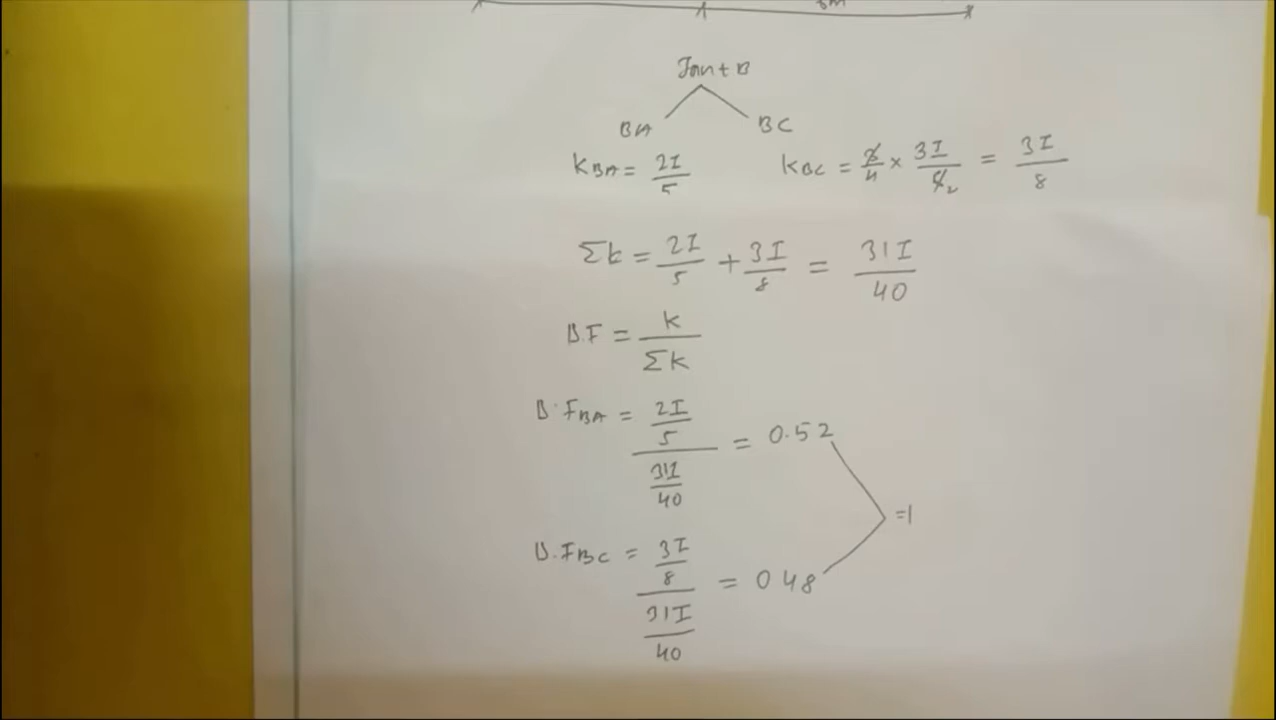 Joint B
BA BC
KBA = 2I/5 KBC = 3/4 × 3I/6 2 = 3I/8
Σk = 2I/5 + 3I/8 = 31I/40
D.F = k/Σk
D.FBA = 2I/5 / 31I/40 = 0.52
=1
D.FBC = 3I/8 / 31I/40 = 0.48